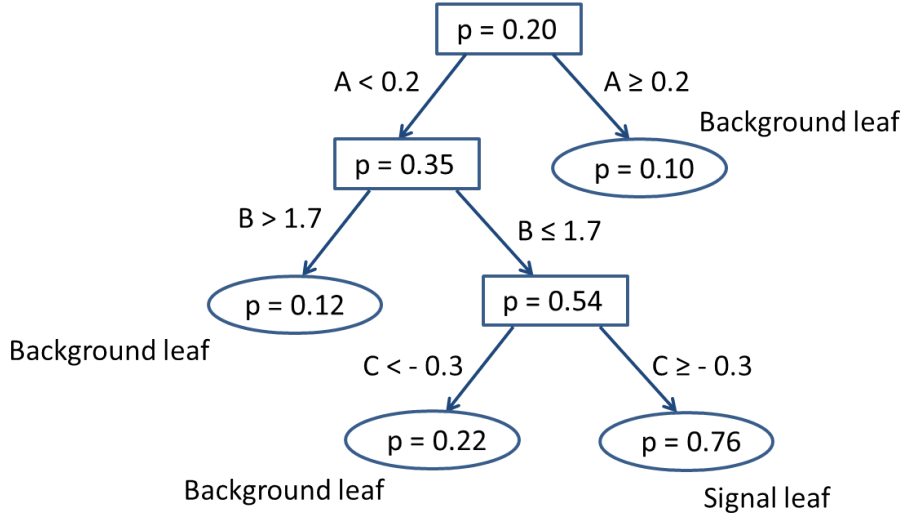 p = 0.20
A < 0.2
A ≥ 0.2
Background leaf
p = 0.35
p = 0.10
B > 1.7
B ≤ 1.7
p = 0.12
p = 0.54
Background leaf
C < - 0.3
C ≥ - 0.3
p = 0.22
p = 0.76
Background leaf
Signal leaf